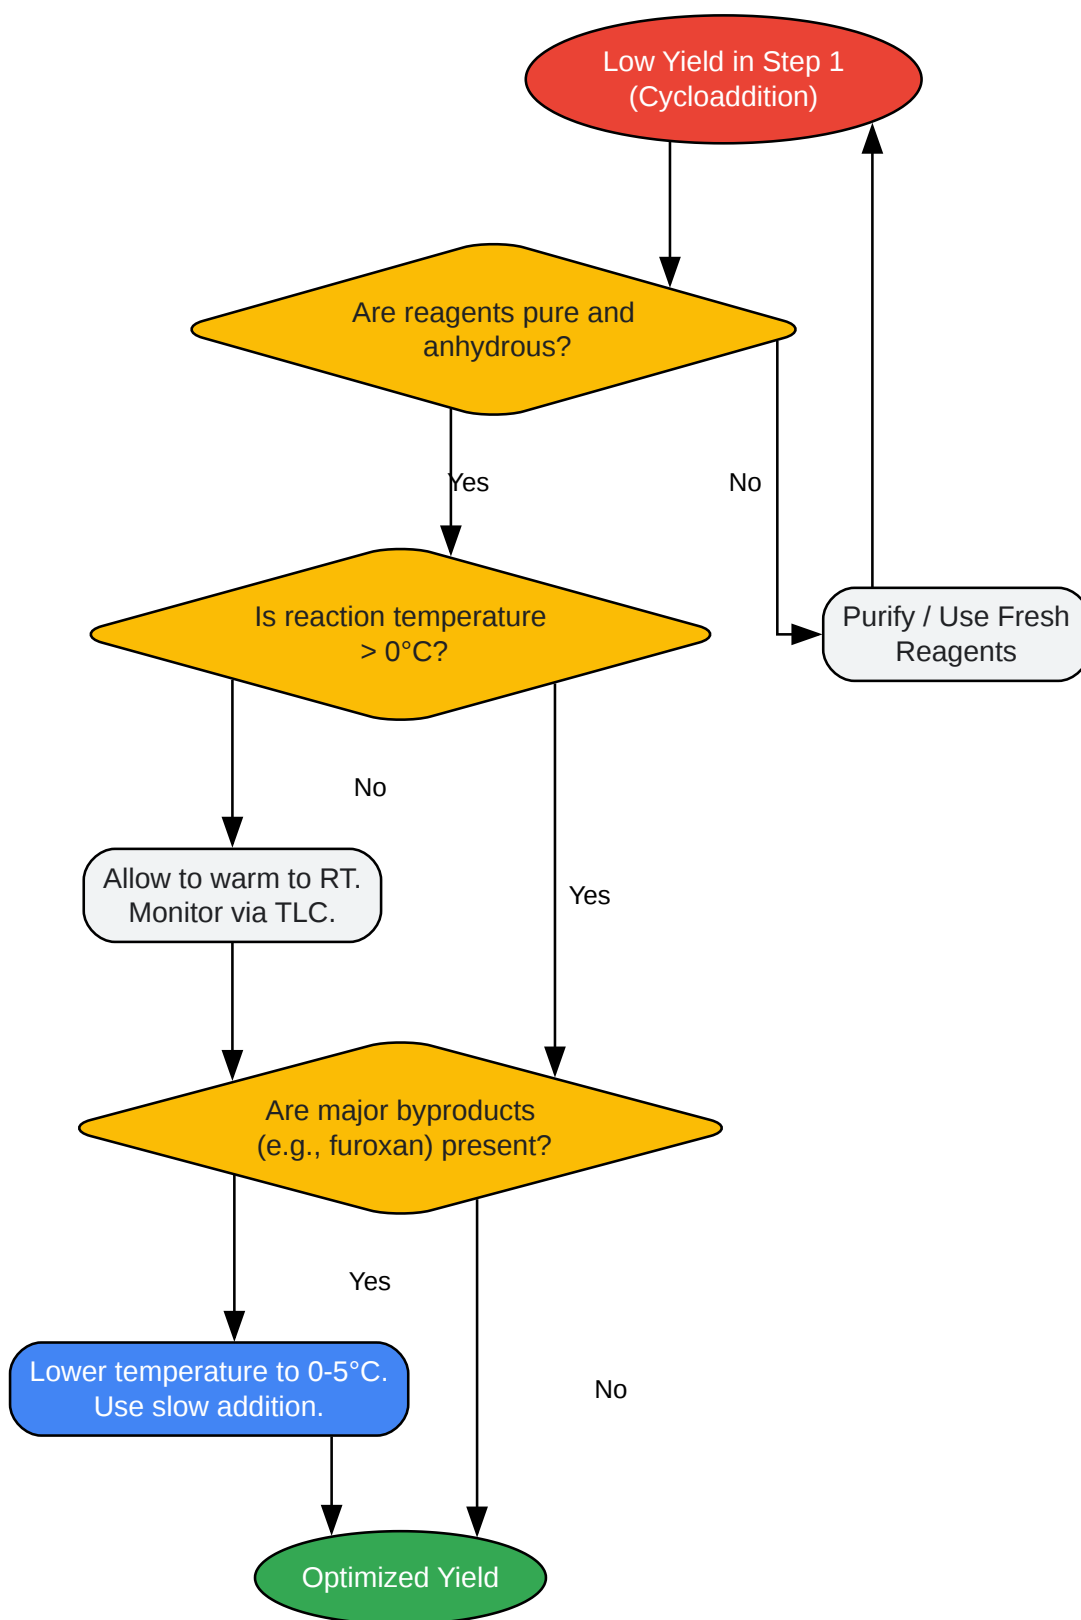 Low Yield in Step 1
(Cycloaddition)
Are reagents pure and
anhydrous?
Yes
No
Is reaction temperature
> 0°C?
Purify / Use Fresh
Reagents
No
Allow to warm to RT.
Monitor via TLC.
Yes
Are major byproducts
(e.g., furoxan) present?
Yes
Lower temperature to 0-5°C.
Use slow addition.
No
Optimized Yield